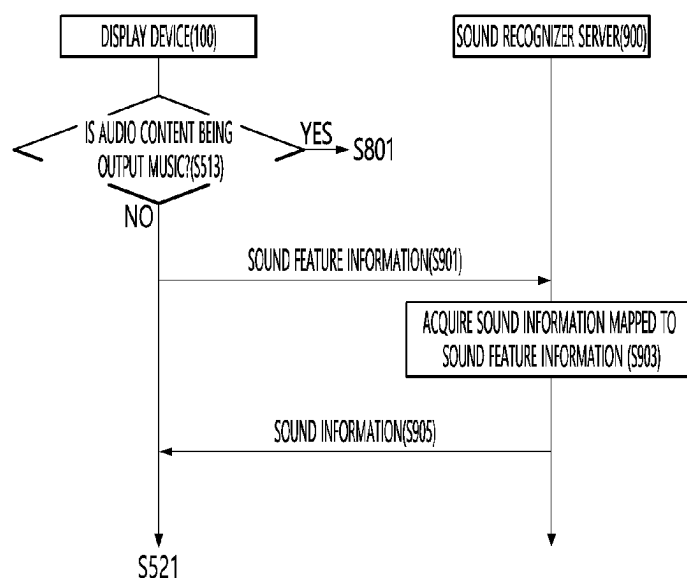 DISPLAY DEVICE(100)
SOUND RECOGNIZER SERVER(900)
IS AUDIO CONTENT BEING
OUTPUT MUSIC?(S513)
YES
S801
NO
SOUND FEATURE INFORMATION(S901)
ACQUIRE SOUND INFORMATION MAPPED TO
SOUND FEATURE INFORMATION (S903)
SOUND INFORMATION(S905)
S521